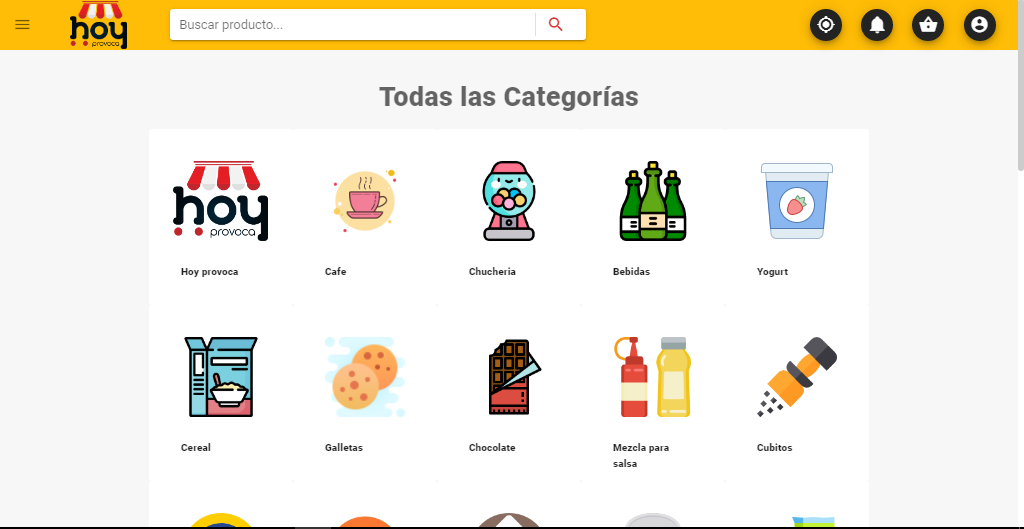 hoy
provoca
Buscar producto...
Todas las Categorías
hoy
provoca
Hoy provoca
Cafe
Chucheria
Bebidas
Yogurt
Cereal
Galletas
Chocolate
Mezcla para
salsa
Cubitos